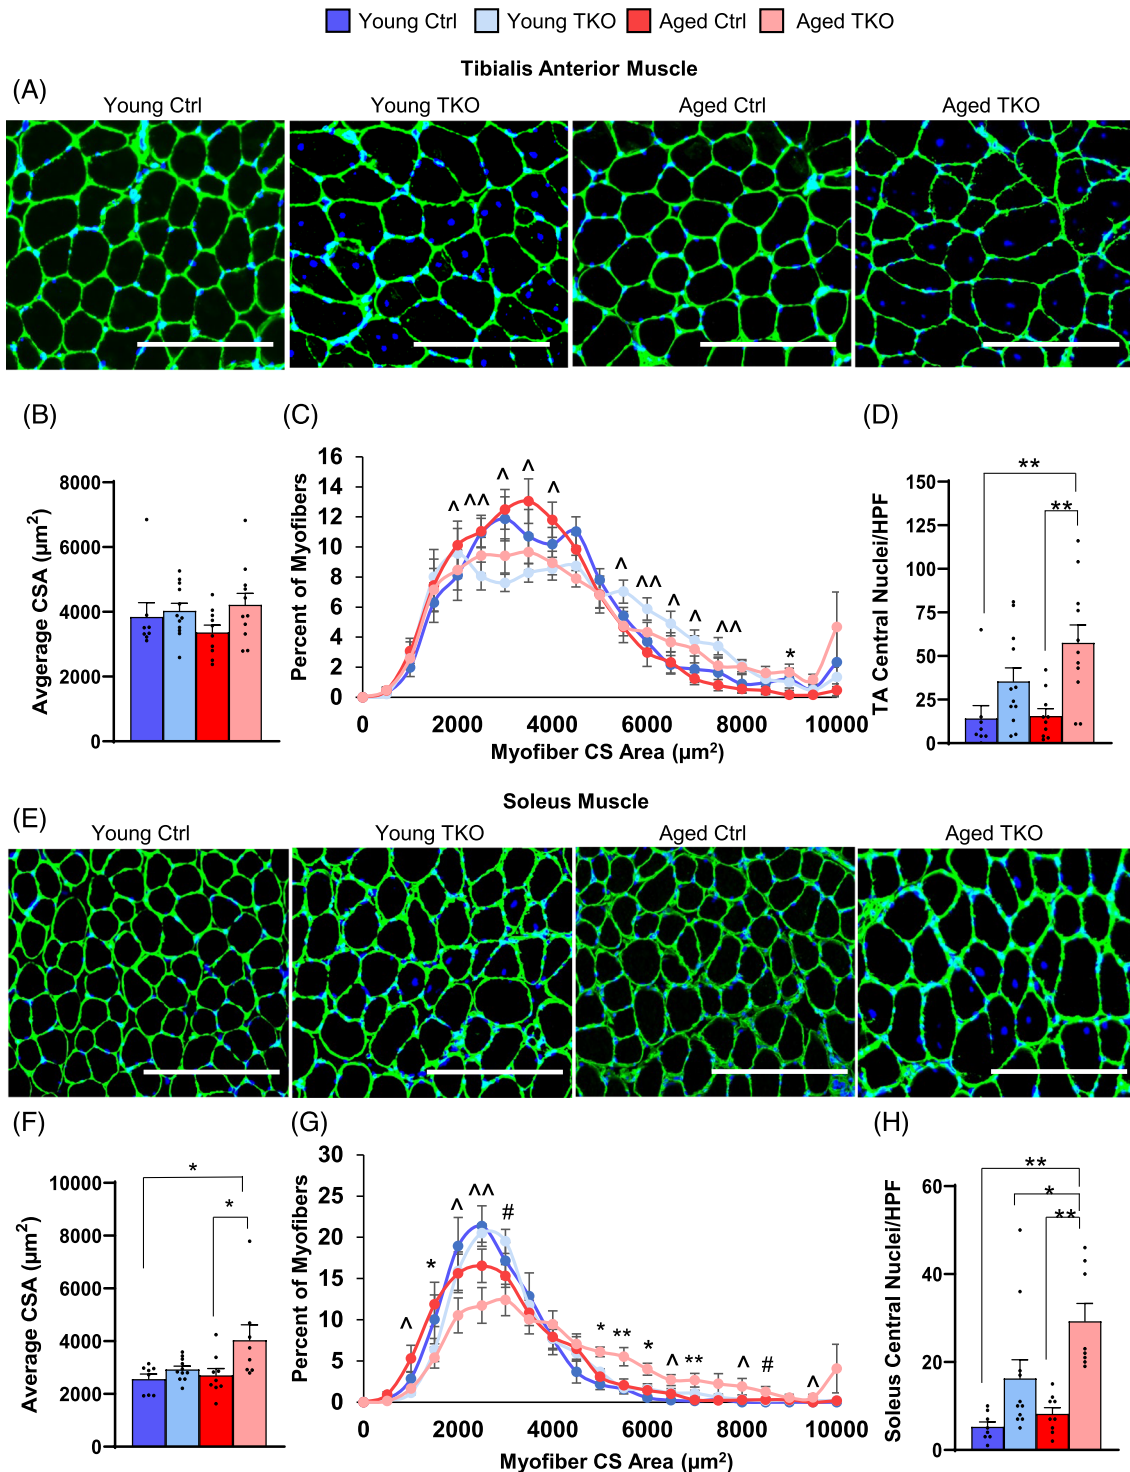 Young Ctrl Young TKO Aged Ctrl Aged TKO
Tibialis Anterior Muscle
(A)
Young Ctrl Young TKO Aged Ctrl Aged TKO
(B) (C) (D)
Avgerage CSA (µm²)
8000
6000
4000
2000
0
Percent of Myofibers
16
14
12
10
8
6
4
2
0
^ ^^ ^ ^ ^ ^ ^^ ^ ^ ^^ *
0 2000 4000 6000 8000 10000
Myofiber CS Area (µm²)
TA Central Nuclei/HPF
150
125
100
75
50
25
0
**
**
Soleus Muscle
(E)
Young Ctrl Young TKO Aged Ctrl Aged TKO
(F) (G) (H)
Average CSA (µm²)
10000
8000
6000
4000
2000
0
*
*
Percent of Myofibers
30
25
20
15
10
5
0
^ * ^ ^^ # * ** * ^ ** ^ # ^
0 2000 4000 6000 8000 10000
Myofiber CS Area (µm²)
Soleus Central Nuclei/HPF
60
40
20
0
**
*
**